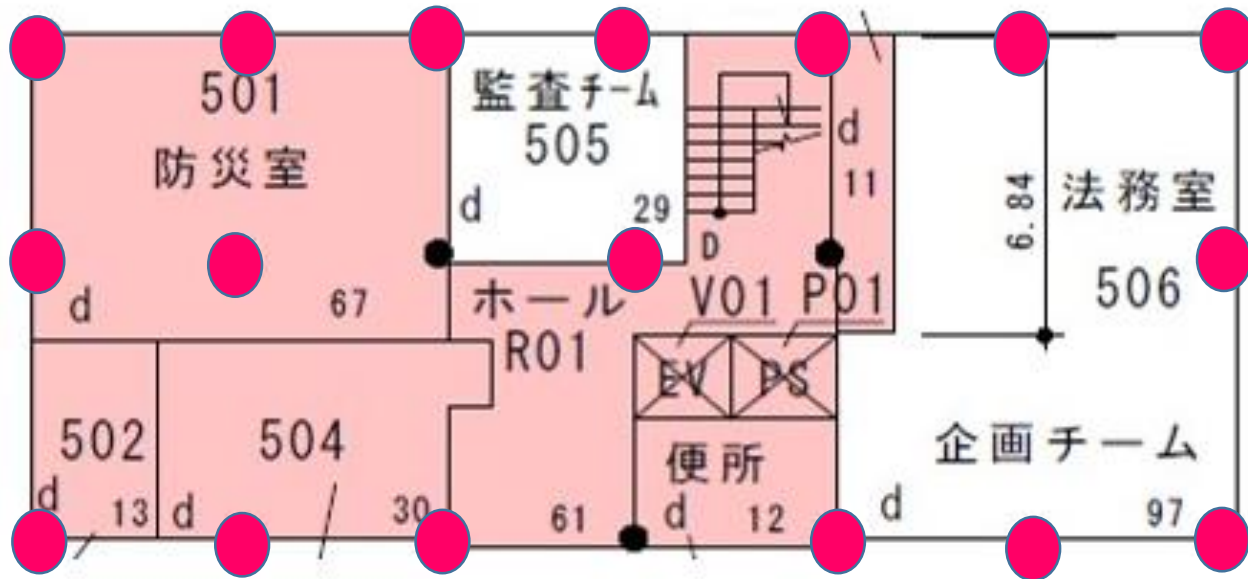 501
防災室
d
67
監査チーム
505
d
29
D
d
11
6.84
法務室
506
ホール
R01
V01
P01
EV
PS
502
d
13
504
d
30
61
便所
d
12
企画チーム
d
97